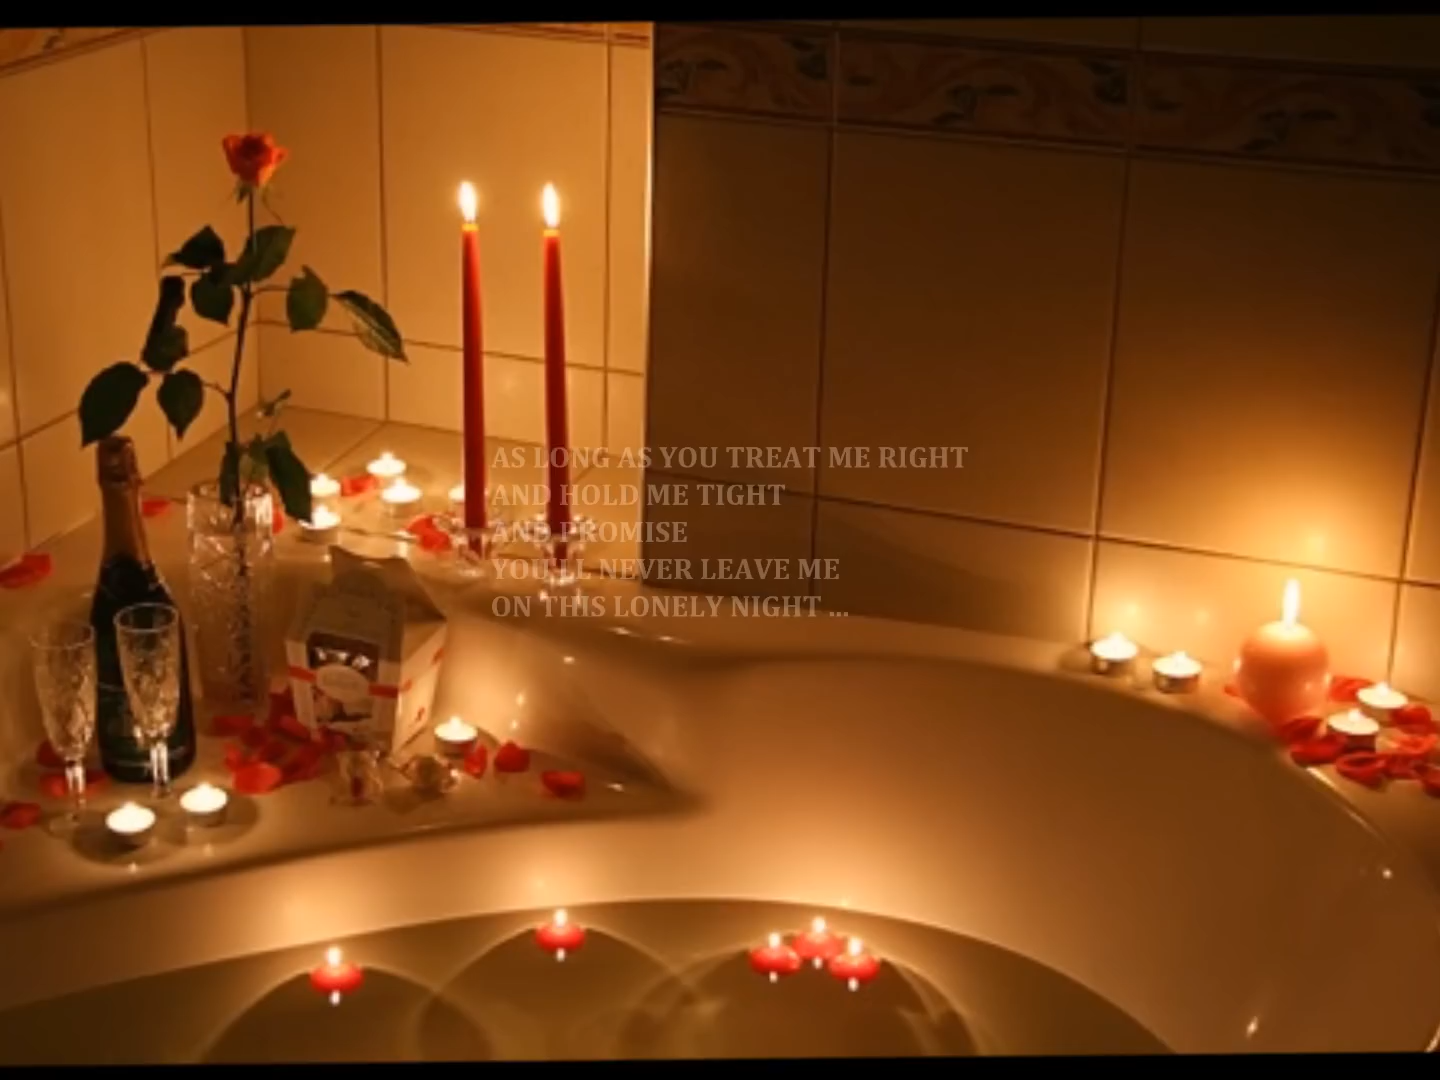 AS LONG AS YOU TREAT ME RIGHT
AND HOLD ME TIGHT
AND PROMISE
YOU'LL NEVER LEAVE ME
ON THIS LONELY NIGHT ...